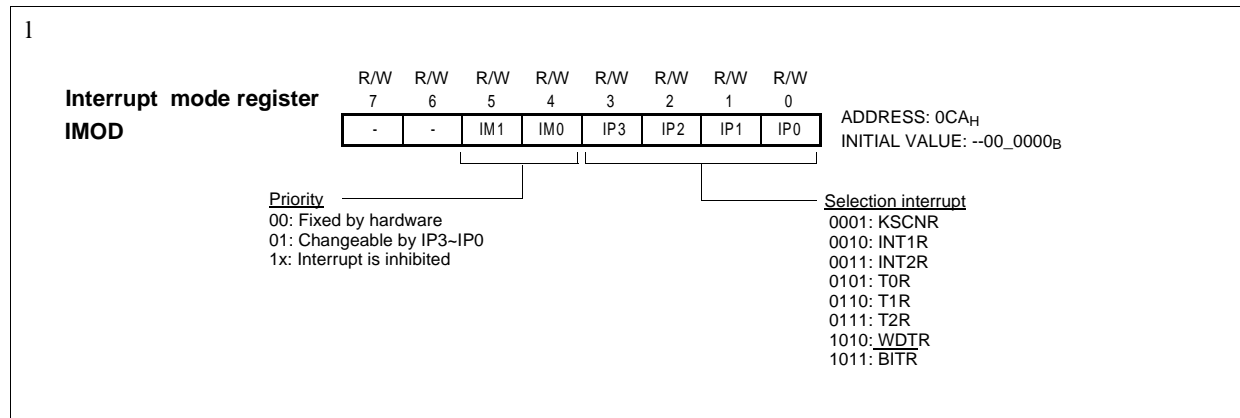 1
R/W R/W R/W R/W R/W R/W R/W R/W
Interrupt mode register 7 6 5 4 3 2 1 0
IMOD - - IM1 IM0 IP3 IP2 IP1 IP0
ADDRESS: 0CAH
INITIAL VALUE: --00_0000B
Priority
00: Fixed by hardware
01: Changeable by IP3~IP0
1x: Interrupt is inhibited
Selection interrupt
0001: KSCNR
0010: INT1R
0011: INT2R
0101: T0R
0110: T1R
0111: T2R
1010: WDTR
1011: BITR